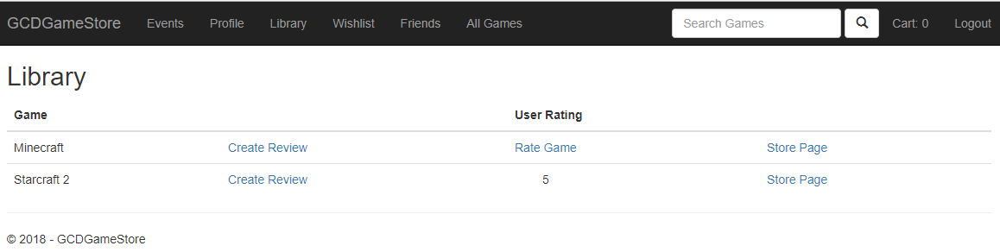 GCDGameStore Events Profile Library Wishlist Friends All Games Search Games Cart: 0 Logout
Library
Game User Rating
Minecraft Create Review Rate Game Store Page
Starcraft 2 Create Review 5 Store Page
© 2018 - GCDGameStore